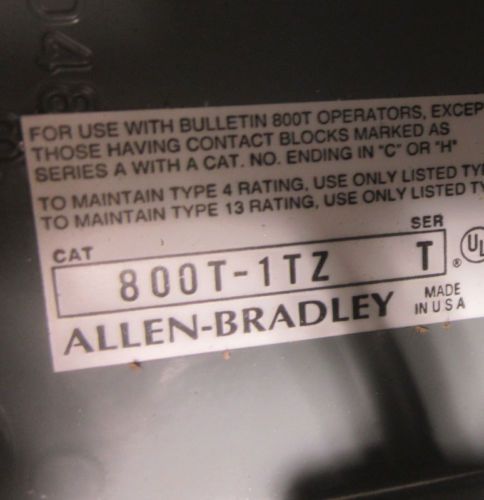 FOR USE WITH BULLETIN 800T OPERATORS, EXCEP
THOSE HAVING CONTACT BLOCKS MARKED AS
SERIES A WITH A CAT. NO. ENDING IN "C" OR "H"
TO MAINTAIN TYPE 4 RATING, USE ONLY LISTED TYP
TO MAINTAIN TYPE 13 RATING, USE ONLY LISTED TY
CAT SER
800T-1TZ T ® UL
ALLEN-BRADLEY MADE
IN USA